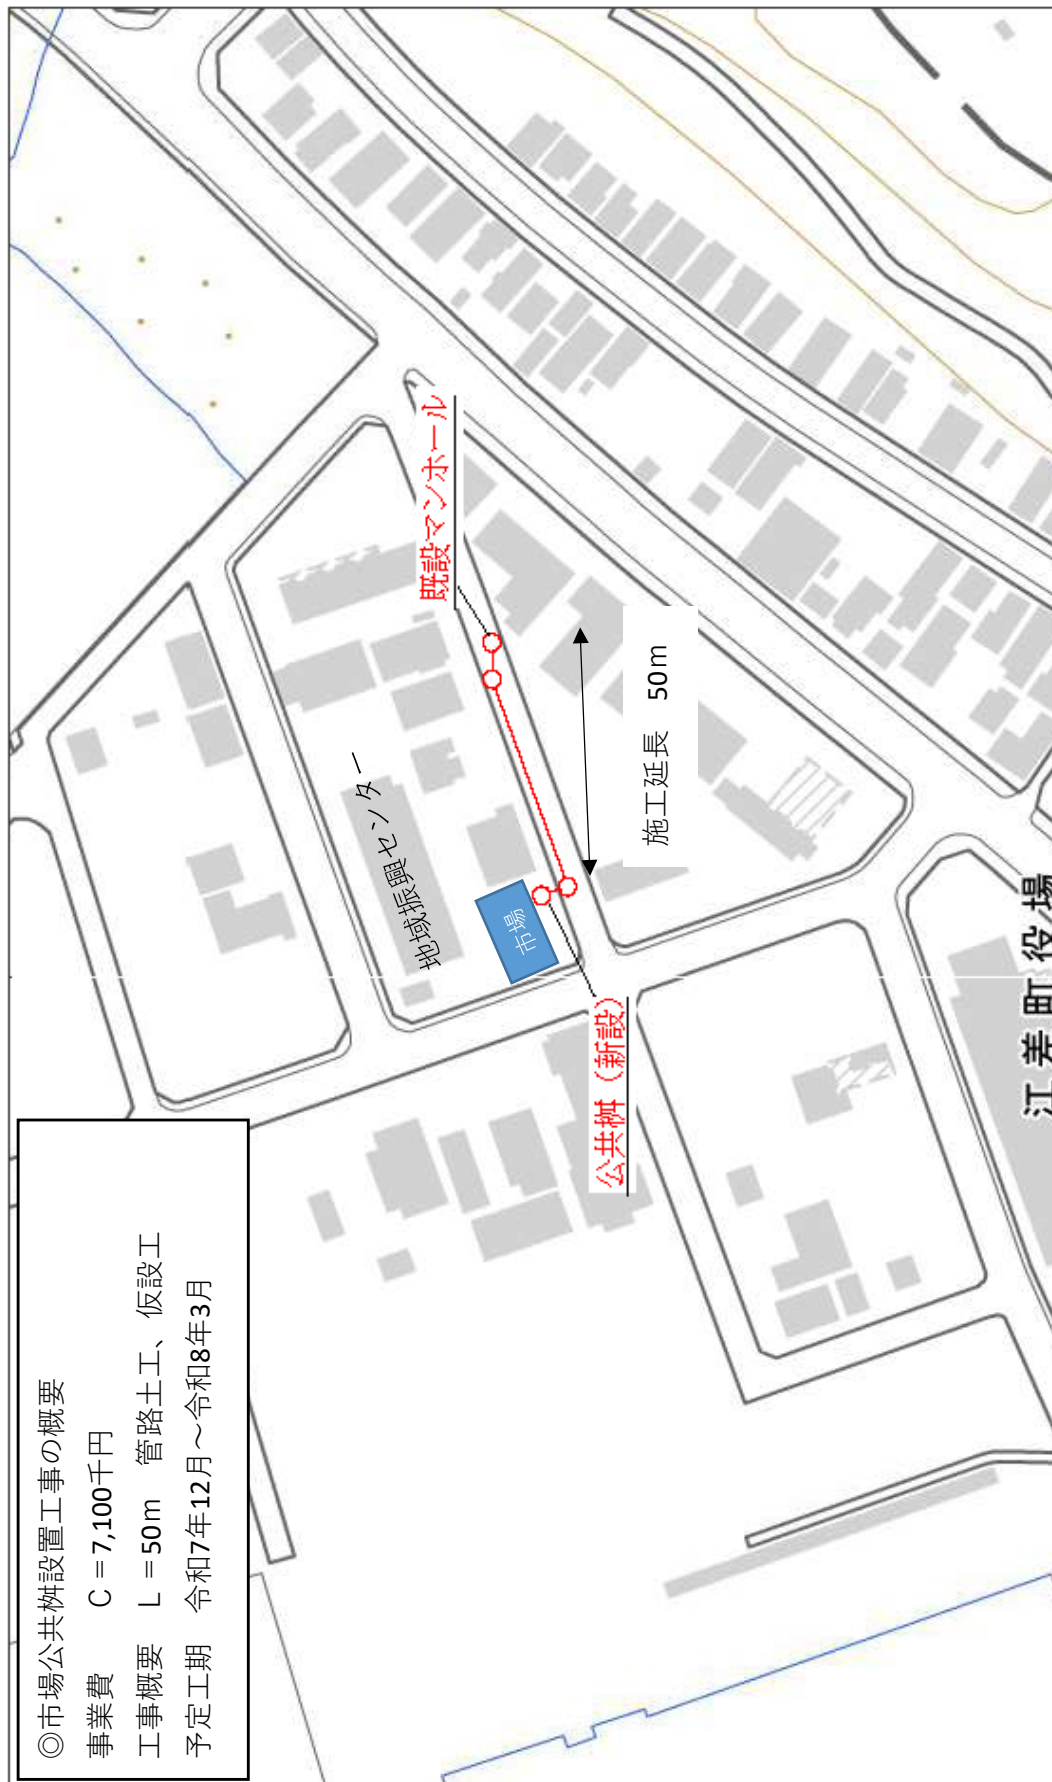 ◎市場公共桝設置工事の概要
事業費　C＝7,100千円
工事概要　L＝50m　管路土工、仮設工
予定工期　令和7年12月～令和8年3月
既設マンホール
地域振興センター
市場
公共桝（新設）
施工延長　50m
江差町役場